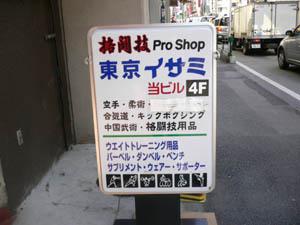 格闘技 Pro Shop
東京イサミ
当ビル 4F
空手・柔術・
合気道・キックボクシング
中国武術・格闘技用品
ウエイトトレーニング用品
バーベル・ダンベル・ベンチ
サプリメント・ウェアー・サポーター